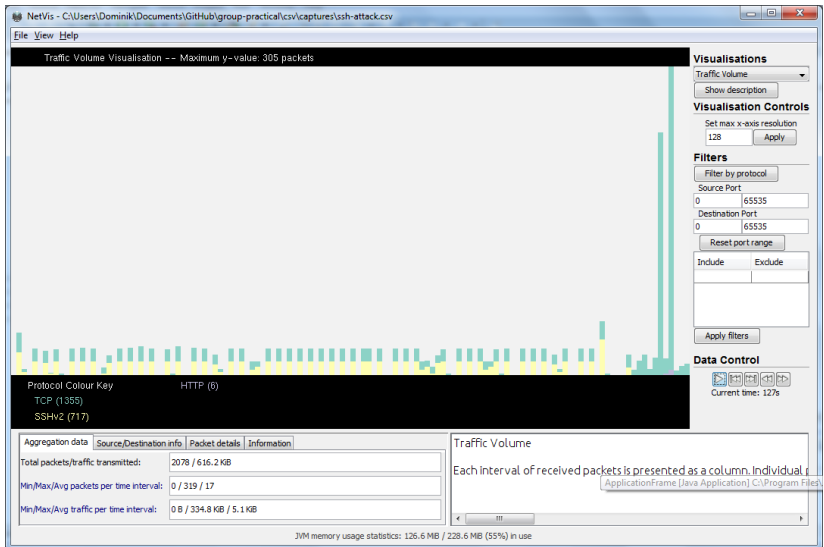 NetVis - C:\Users\Dominik\Documents\GitHub\group-practical\csv\captures\ssh-attack.csv
File View Help
Traffic Volume Visualisation -- Maximum y-value: 305 packets
Protocol Colour Key
HTTP (6)
TCP (1355)
SSHv2 (717)
Visualisations
Traffic Volume
Show description
Visualisation Controls
Set max x-axis resolution
128 Apply
Filters
Filter by protocol
Source Port
0 65535
Destination Port
0 65535
Reset port range
Include Exclude
Apply filters
Data Control
Current time: 127s
Aggregation data Source/Destination info Packet details Information
Total packets/traffic transmitted: 2078 / 616.2 KiB
Min/Max/Avg packets per time interval: 0 / 319 / 17
Min/Max/Avg traffic per time interval: 0 B / 334.8 KiB / 5.1 KiB
Traffic Volume
Each interval of received packets is presented as a column. Individual p
ApplicationFrame [Java Application] C:\Program Files\
JVM memory usage statistics: 126.6 MB / 228.6 MB (55%) in use